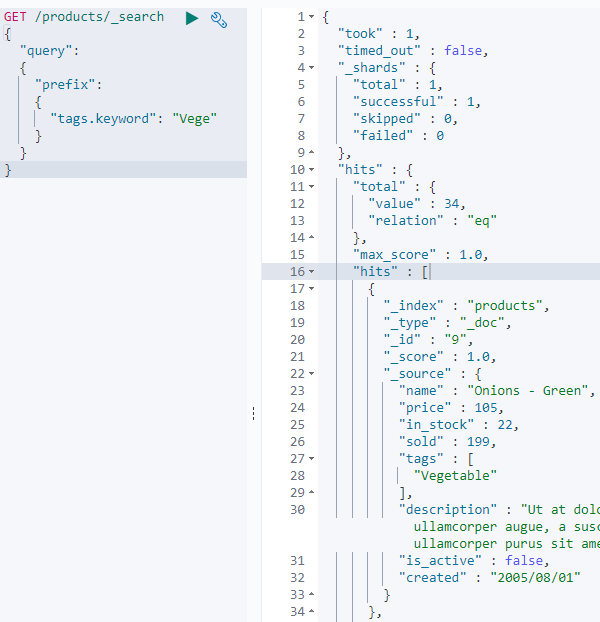 GET /products/_search
{
"query":
{
"prefix":
{
"tags.keyword": "Vege"
}
}
}
1 {
2 "took" : 1,
3 "timed_out" : false,
4 "_shards" : {
5 "total" : 1,
6 "successful" : 1,
7 "skipped" : 0,
8 "failed" : 0
9 },
10 "hits" : {
11 "total" : {
12 "value" : 34,
13 "relation" : "eq"
14 },
15 "max_score" : 1.0,
16 "hits" : [
17 {
18 "_index" : "products",
19 "_type" : "_doc",
20 "_id" : "9",
21 "_score" : 1.0,
22 "_source" : {
23 "name" : "Onions - Green",
24 "price" : 105,
25 "in_stock" : 22,
26 "sold" : 199,
27 "tags" : [
28 "Vegetable"
29 ],
30 "description" : "Ut at dolo
ullamcorper augue, a susc
ullamcorper purus sit ame
31 "is_active" : false,
32 "created" : "2005/08/01"
33 }
34 },